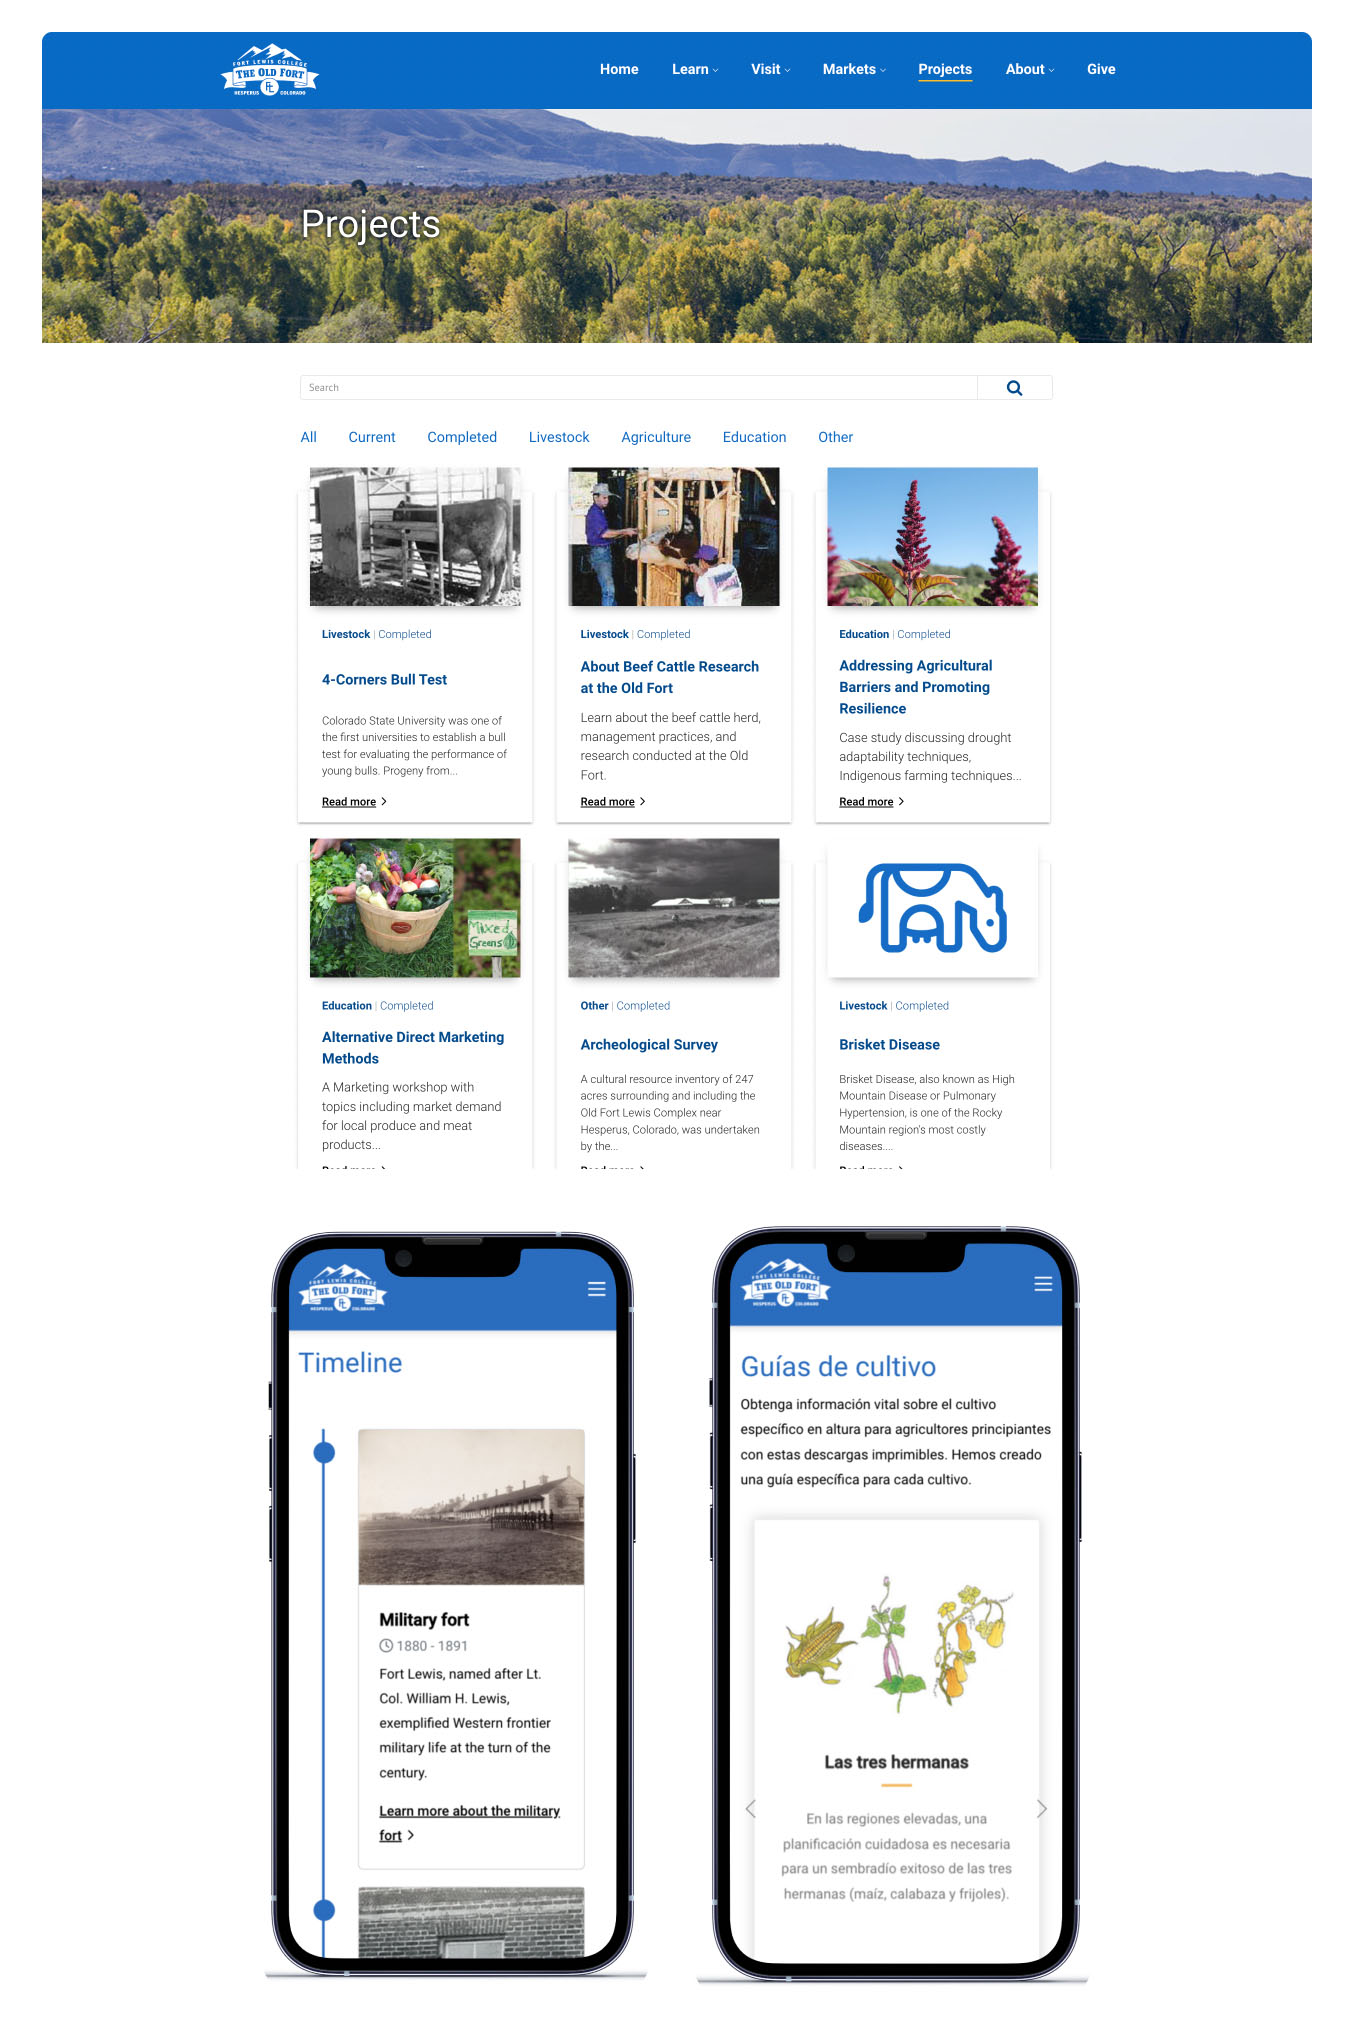 FORT LEWIS COLLEGE
THE OLD FORT
HESPERUS FL COLORADO
Home Learn Visit Markets Projects About Give
Projects
Search
All Current Completed Livestock Agriculture Education Other
Livestock | Completed
4-Corners Bull Test
Colorado State University was one of
the first universities to establish a bull
test for evaluating the performance of
young bulls. Progeny from...
Read more
Livestock | Completed
About Beef Cattle Research
at the Old Fort
Learn about the beef cattle herd,
management practices, and
research conducted at the Old
Fort.
Read more
Education | Completed
Addressing Agricultural
Barriers and Promoting
Resilience
Case study discussing drought
adaptability techniques,
Indigenous farming techniques...
Read more
Mixed
Greens
Education | Completed
Alternative Direct Marketing
Methods
A Marketing workshop with
topics including market demand
for local produce and meat
products...
Read more
Other | Completed
Archeological Survey
A cultural resource inventory of 247
acres surrounding and including the
Old Fort Lewis Complex near
Hesperus, Colorado, was undertaken
by the...
Read more
Livestock | Completed
Brisket Disease
Brisket Disease, also known as High
Mountain Disease or Pulmonary
Hypertension, is one of the Rocky
Mountain region's most costly
diseases....
Read more
FORT LEWIS COLLEGE
THE OLD FORT
HESPERUS FL COLORADO
Timeline
Military fort
1880 - 1891
Fort Lewis, named after Lt.
Col. William H. Lewis,
exemplified Western frontier
military life at the turn of the
century.
Learn more about the military
fort
FORT LEWIS COLLEGE
THE OLD FORT
HESPERUS FL COLORADO
Guías de cultivo
Obtenga información vital sobre el cultivo
específico en altura para agricultores principiantes
con estas descargas imprimibles. Hemos creado
una guía específica para cada cultivo.
Las tres hermanas
En las regiones elevadas, una
planificación cuidadosa es necesaria
para un sembradío exitoso de las tres
hermanas (maíz, calabaza y frijoles).